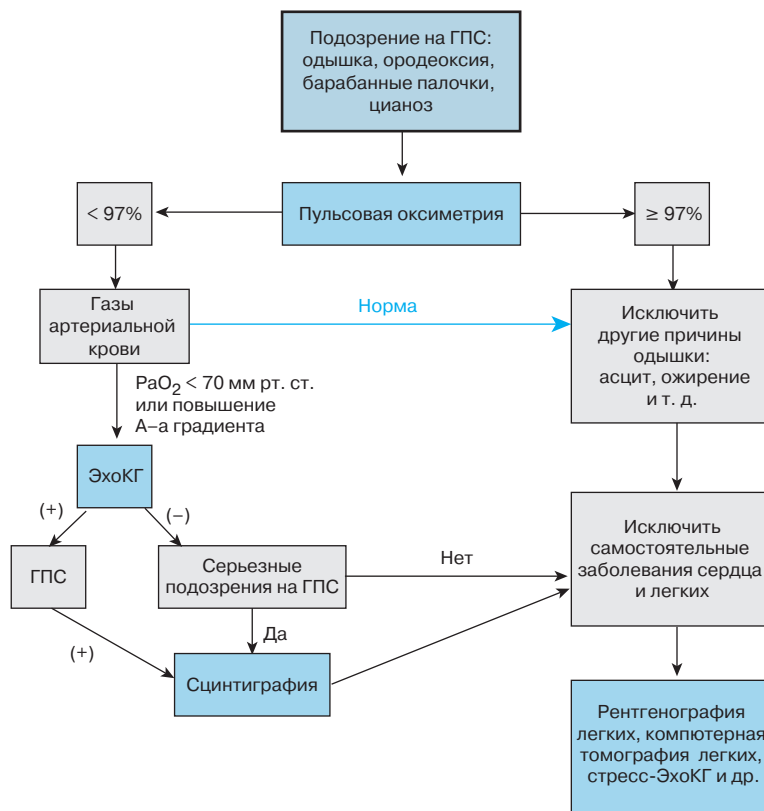 Подозрение на ГПС:
одышка, ородеоксия,
барабанные палочки,
цианоз
< 97%
Пульсовая оксиметрия
≥ 97%
Газы
артериальной
крови
Норма
Исключить
другие причины
одышки:
асцит, ожирение
и т. д.
PaO₂ < 70 мм рт. ст.
или повышение
А–а градиента
ЭхоКГ
(+)
(–)
ГПС
Серьезные
подозрения на ГПС
Нет
Исключить
самостоятельные
заболевания сердца
и легких
Да
(+)
Сцинтиграфия
Рентгенография
легких, компютерная
томография легких,
стресс-ЭхоКГ и др.